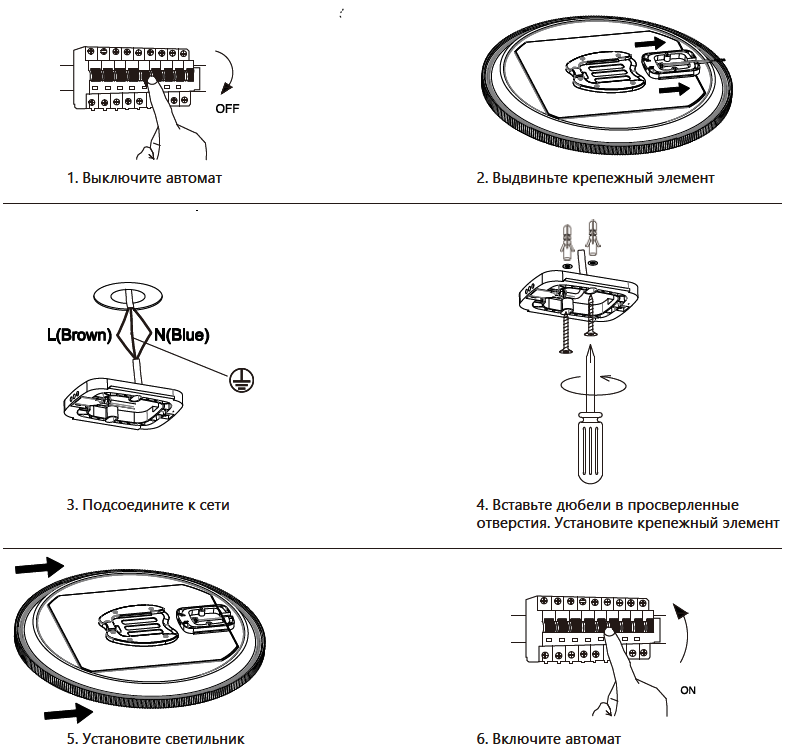 OFF
1. Выключите автомат
2. Выдвиньте крепежный элемент
L(Brown)
N(Blue)
3. Подсоедините к сети
4. Вставьте дюбели в просверленные
отверстия. Установите крепежный элемент
5. Установите светильник
ON
6. Включите автомат